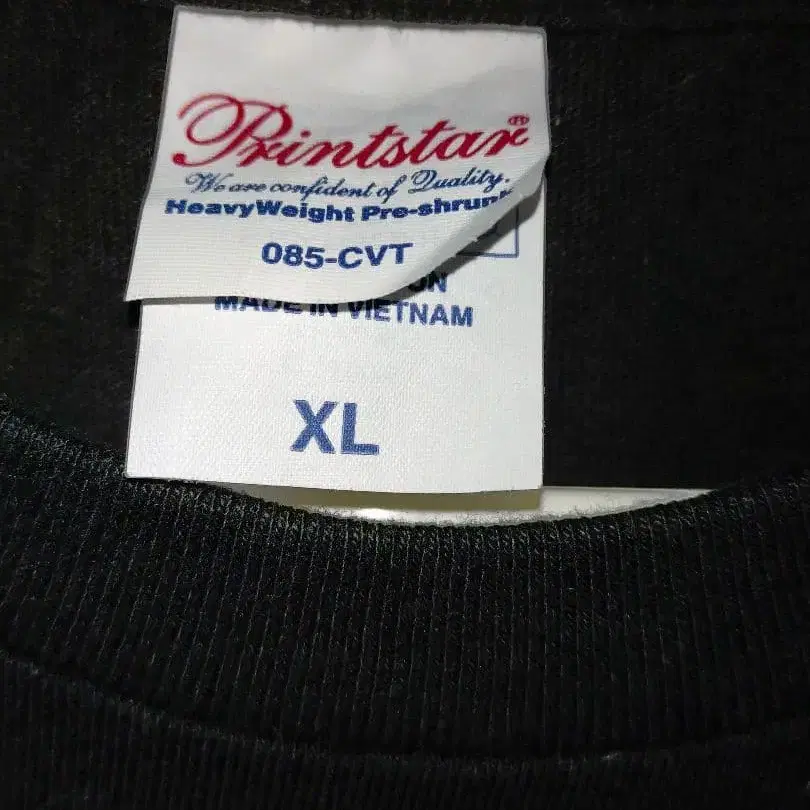 Printstar®
We are confident of Quality.
HeavyWeight Pre-shrunk
085-CVT
MADE IN VIETNAM
XL